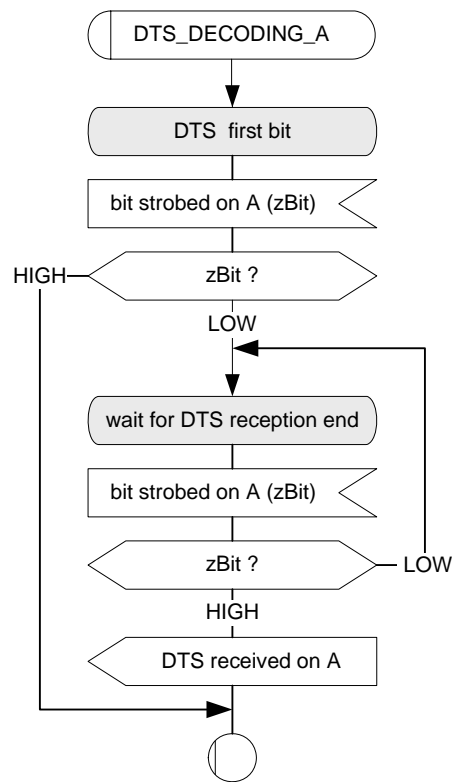 DTS_DECODING_A
DTS first bit
bit strobed on A (zBit)
HIGH
zBit ?
LOW
wait for DTS reception end
bit strobed on A (zBit)
zBit ?
LOW
HIGH
DTS received on A